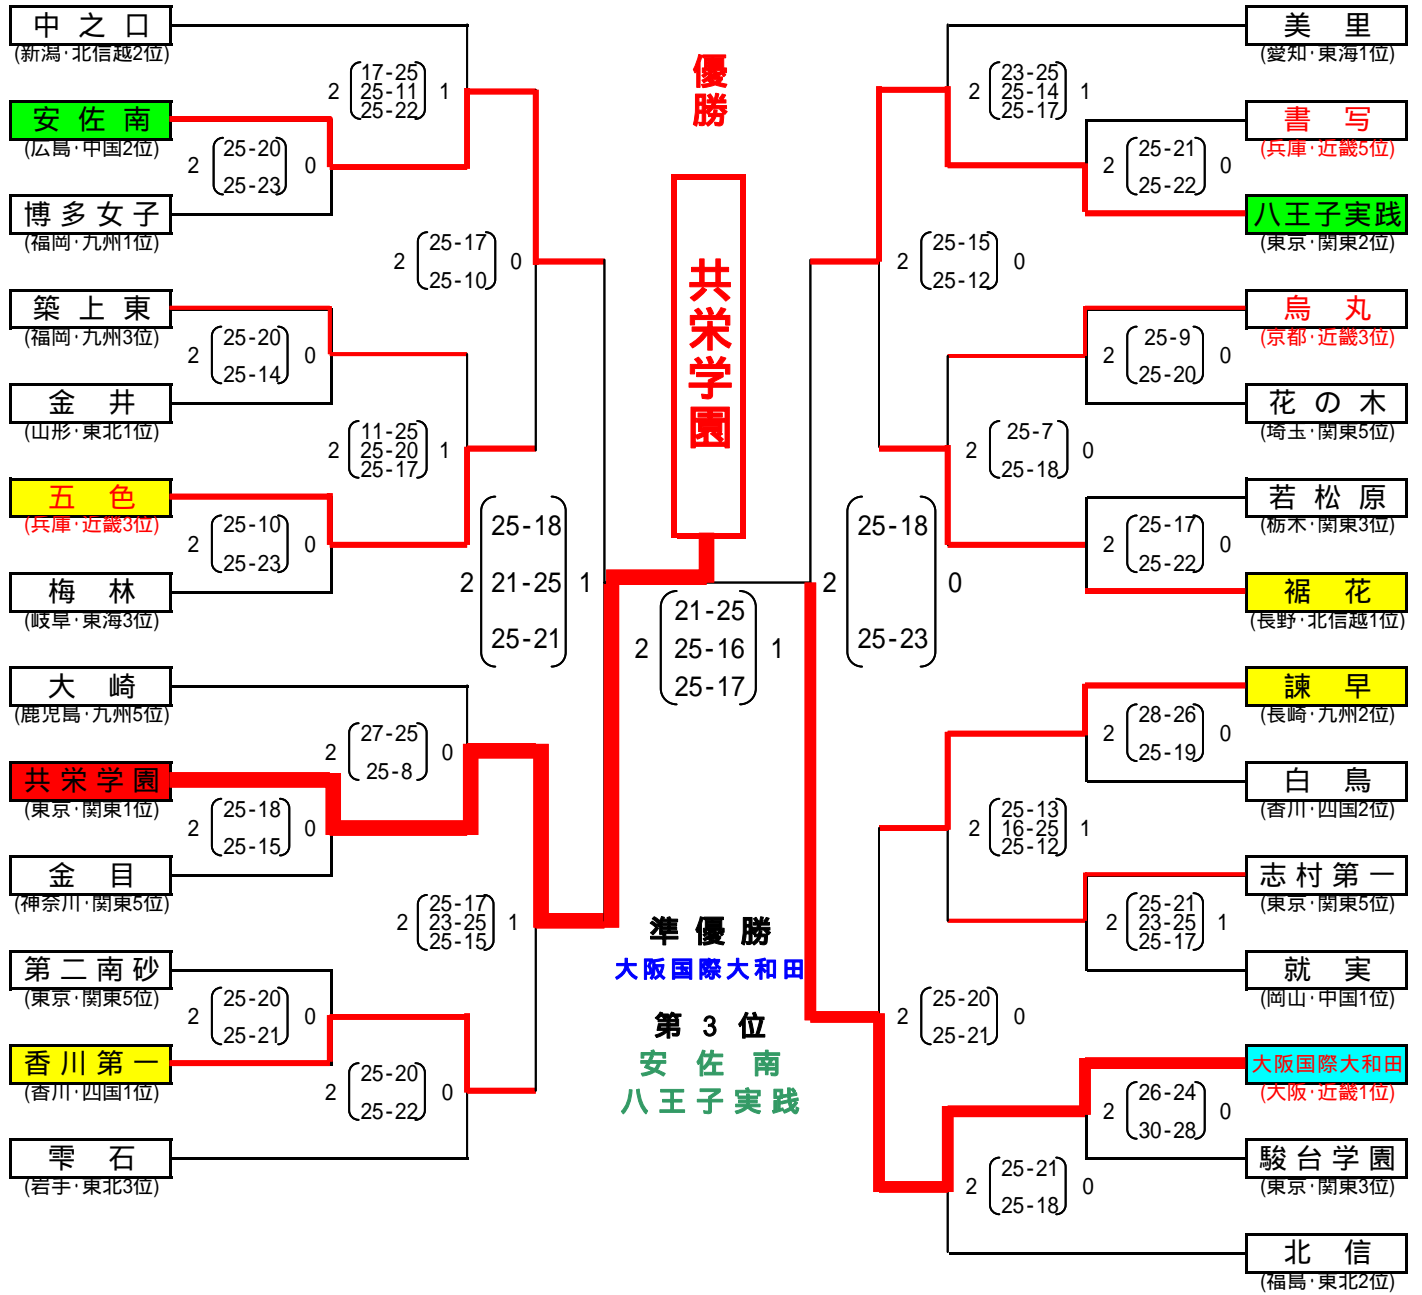 中之口
(新潟･北信越2位)
安佐南
(広島･中国2位)
博多女子
(福岡･九州1位)
築上東
(福岡･九州3位)
金井
(山形･東北1位)
五色
(兵庫･近畿3位)
梅林
(岐阜･東海3位)
大崎
(鹿児島･九州5位)
共栄学園
(東京･関東1位)
金目
(神奈川･関東5位)
第二南砂
(東京･関東5位)
香川第一
(香川･四国1位)
雫石
(岩手･東北3位)
2 17-25 1
25-11
25-22
2 25-20 0
25-23
2 25-17 0
25-10
2 25-20 0
25-14
2 11-25 1
25-20
25-17
2 25-10 0
25-23
2 25-18 1
21-25
25-21
2 27-25 0
25-8
2 25-18 0
25-15
2 25-17 1
23-25
25-15
2 25-20 0
25-21
2 25-20 0
25-22
優勝
共栄学園
2 21-25 1
25-16
25-17
準優勝
大阪国際大和田
第3位
安佐南
八王子実践
2 23-25 1
25-14
25-17
2 25-21 0
25-22
2 25-15 0
25-12
2 25-9 0
25-20
2 25-7 0
25-18
2 25-17 0
25-22
2 25-18 0
25-23
2 28-26 0
25-19
2 25-13 1
16-25
25-12
2 25-21 1
23-25
25-17
2 25-20 0
25-21
2 26-24 0
30-28
2 25-21 0
25-18
美里
(愛知･東海1位)
書写
(兵庫･近畿5位)
八王子実践
(東京･関東2位)
烏丸
(京都･近畿3位)
花の木
(埼玉･関東5位)
若松原
(栃木･関東3位)
裾花
(長野･北信越1位)
諫早
(長崎･九州2位)
白鳥
(香川･四国2位)
志村第一
(東京･関東5位)
就実
(岡山･中国1位)
大阪国際大和田
(大阪･近畿1位)
駿台学園
(東京･関東3位)
北信
(福島･東北2位)